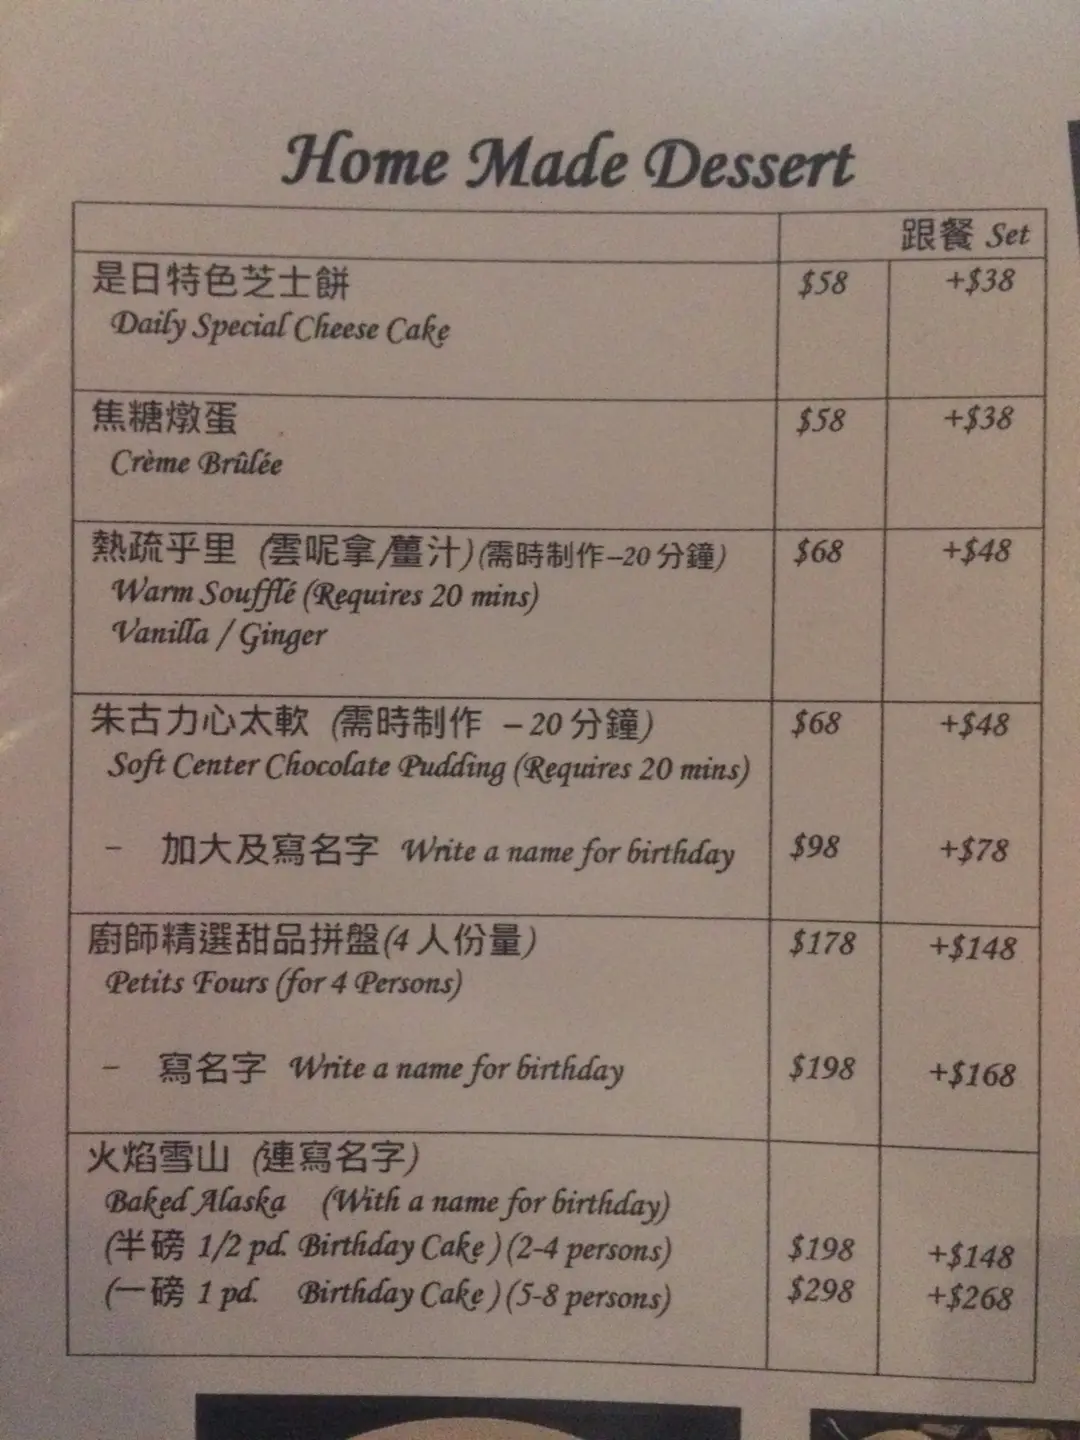 Home Made Dessert
跟餐 Set
是日特色芝士餅 $58 +$38
Daily Special Cheese Cake
焦糖燉蛋 $58 +$38
Crème Brûlée
熱疏乎里 (雲呢拿/薑汁)(需時制作–20分鐘) $68 +$48
Warm Soufflé (Requires 20 mins)
Vanilla / Ginger
朱古力心太軟 (需時制作 – 20分鐘) $68 +$48
Soft Center Chocolate Pudding (Requires 20 mins)
– 加大及寫名字 Write a name for birthday $98 +$78
廚師精選甜品拼盤(4人份量) $178 +$148
Petits Fours (for 4 Persons)
– 寫名字 Write a name for birthday $198 +$168
火焰雪山 (連寫名字)
Baked Alaska (With a name for birthday)
(半磅 1/2 pd. Birthday Cake) (2-4 persons) $198 +$148
(一磅 1 pd. Birthday Cake) (5-8 persons) $298 +$268